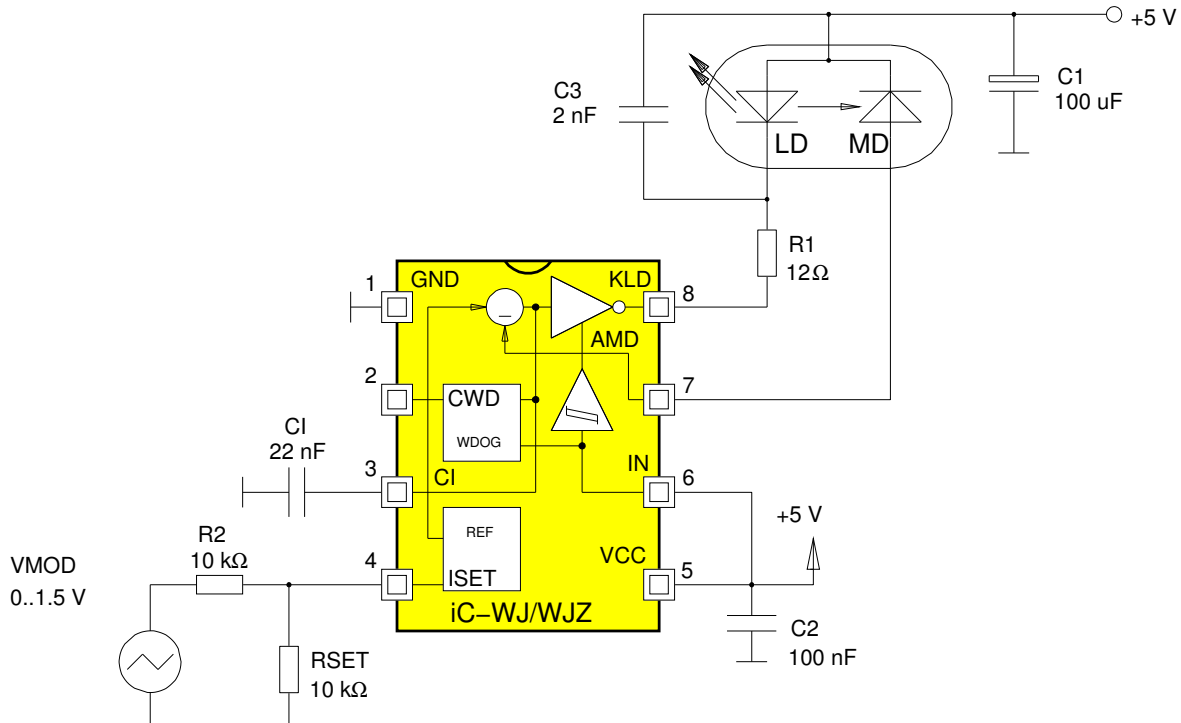 +5 V
C3
2 nF
C1
100 uF
LD
MD
R1
12Ω
1
GND
KLD
8
_
AMD
2
7
CWD
WDOG
CI
22 nF
3
CI
IN
6
+5 V
REF
R2
10 kΩ
VMOD
0..1.5 V
4
ISET
VCC
5
iC-WJ/WJZ
C2
100 nF
RSET
10 kΩ